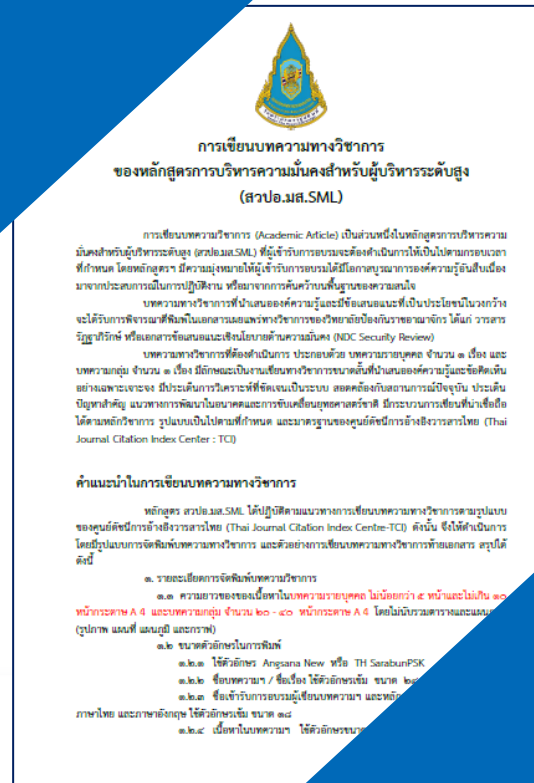 การเขียนบทความทางวิชาการ
ของหลักสูตรการบริหารความมั่นคงสำหรับผู้บริหารระดับสูง
(สวปอ.มส.SML)
การเขียนบทความวิชาการ (Academic Article) เป็นส่วนหนึ่งในหลักสูตรการบริหารความ
มั่นคงสำหรับผู้บริหารระดับสูง (สวปอ.มส.SML) ที่ผู้เข้ารับการอบรมจะต้องดำเนินการให้เป็นไปตามกรอบเวลา
ที่กำหนด โดยหลักสูตรฯ มีความมุ่งหมายให้ผู้เข้ารับการอบรมได้มีโอกาสบูรณาการองค์ความรู้อันสืบเนื่อง
มาจากประสบการณ์ในการปฏิบัติงาน หรือมาจากการค้นคว้าบนพื้นฐานของความสนใจ
บทความทางวิชาการที่นำเสนอองค์ความรู้และมีข้อเสนอแนะที่เป็นประโยชน์ในวงกว้าง
จะได้รับการพิจารณาตีพิมพ์ในเอกสารเผยแพร่ทางวิชาการของวิทยาลัยป้องกันราชอาณาจักร ได้แก่ วารสาร
รัฏฐาภิรักษ์ หรือเอกสารข้อเสนอแนะเชิงนโยบายด้านความมั่นคง (NDC Security Review)
บทความทางวิชาการที่ต้องดำเนินการ ประกอบด้วย บทความรายบุคคล จำนวน ๑ เรื่อง และ
บทความกลุ่ม จำนวน ๑ เรื่อง มีลักษณะเป็นงานเขียนทางวิชาการขนาดสั้นที่นำเสนอองค์ความรู้และข้อคิดเห็น
อย่างเฉพาะเจาะจง มีประเด็นการวิเคราะห์ที่ชัดเจนเป็นระบบ สอดคล้องกับสถานการณ์ปัจจุบัน ประเด็น
ปัญหาสำคัญ แนวทางการพัฒนาในอนาคตและการขับเคลื่อนยุทธศาสตร์ชาติ มีกระบวนการเขียนที่น่าเชื่อถือ
ได้ตามหลักวิชาการ รูปแบบเป็นไปตามที่กำหนด และมาตรฐานของศูนย์ดัชนีการอ้างอิงวารสารไทย (Thai
Journal Citation Index Center : TCI)
คำแนะนำในการเขียนบทความทางวิชาการ
หลักสูตร สวปอ.มส.SML ได้ปฏิบัติตามแนวทางการเขียนบทความทางวิชาการตามรูปแบบ
ของศูนย์ดัชนีการอ้างอิงวารสารไทย (Thai Journal Citation Index Centre-TCI) ดังนั้น จึงให้ดำเนินการ
โดยมีรูปแบบการจัดพิมพ์บทความทางวิชาการ และตัวอย่างการเขียนบทความทางวิชาการท้ายเอกสาร สรุปได้
ดังนี้
๑. รายละเอียดการจัดพิมพ์บทความวิชาการ
๑.๑ ความยาวของของเนื้อหาในบทความรายบุคคล ไม่น้อยกว่า ๕ หน้าและไม่เกิน ๑๐
หน้ากระดาษ A 4 และบทความกลุ่ม จำนวน ๒๐ - ๔๐ หน้ากระดาษ A 4 โดยไม่นับรวมตารางและแผนภาพ
(รูปภาพ แผนที่ แผนภูมิ และกราฟ)
๑.๒ ขนาดตัวอักษรในการพิมพ์
๑.๒.๑ ใช้ตัวอักษร Angsana New หรือ TH SarabunPSK
๑.๒.๒ ชื่อบทความฯ / ชื่อเรื่อง ใช้ตัวอักษรเข้ม ขนาด
๑.๒.๓ ชื่อเข้ารับการอบรมผู้เขียนบทความฯ
ภาษาไทย และภาษาอังกฤษ ใช้ตัวอักษรเข้ม ขนาด ๑๘
๑.๒.๔ เนื้อหาในบทความฯ ใช้ตัวอักษรขนาด